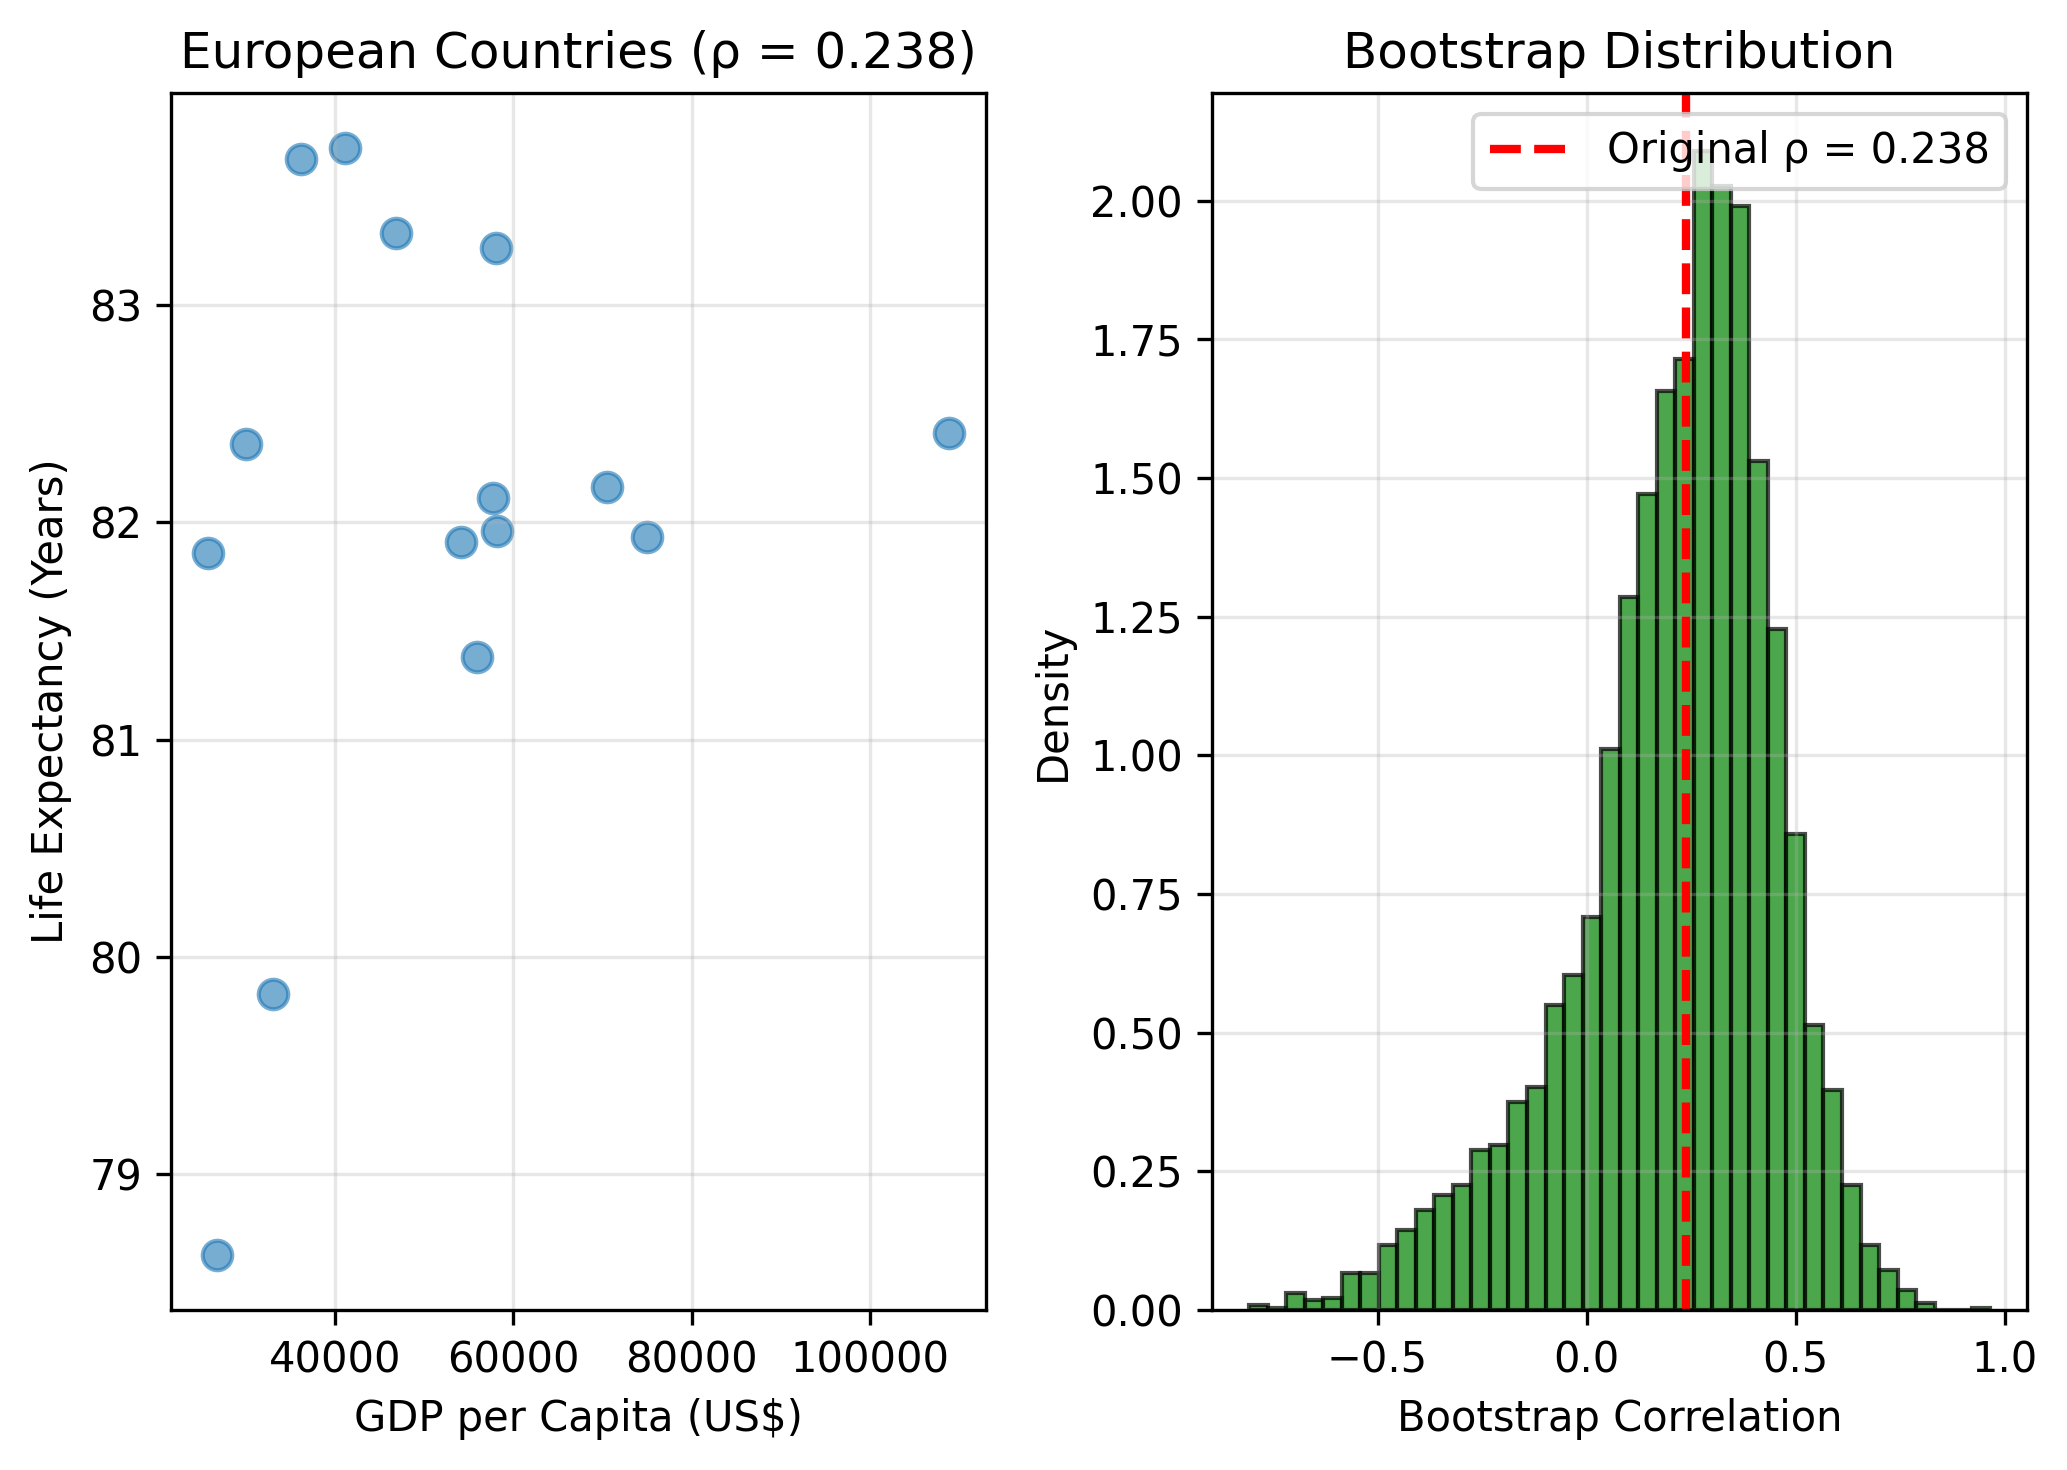 European Countries (ρ = 0.238)
Life Expectancy (Years)
83
82
81
80
79
40000 60000 80000 100000
GDP per Capita (US$)
Bootstrap Distribution
Original ρ = 0.238
Density
2.00
1.75
1.50
1.25
1.00
0.75
0.50
0.25
0.00
−0.5 0.0 0.5 1.0
Bootstrap Correlation